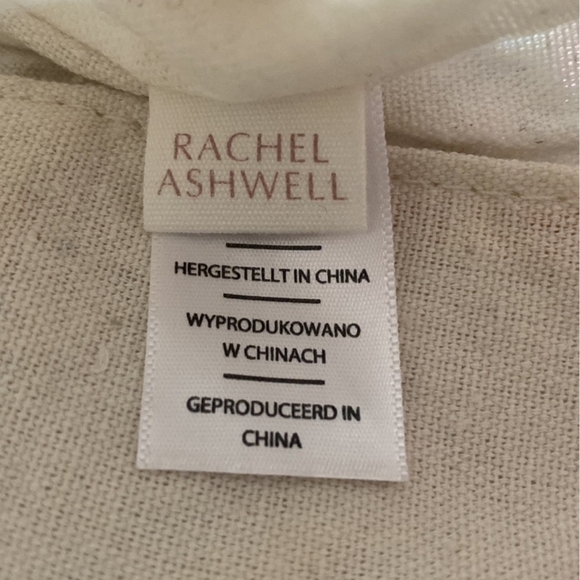 RACHEL
ASHWELL
HERGESTELLT IN CHINA
WYPRODUKOWANO
W CHINACH
GEPRODUCEERD IN
CHINA